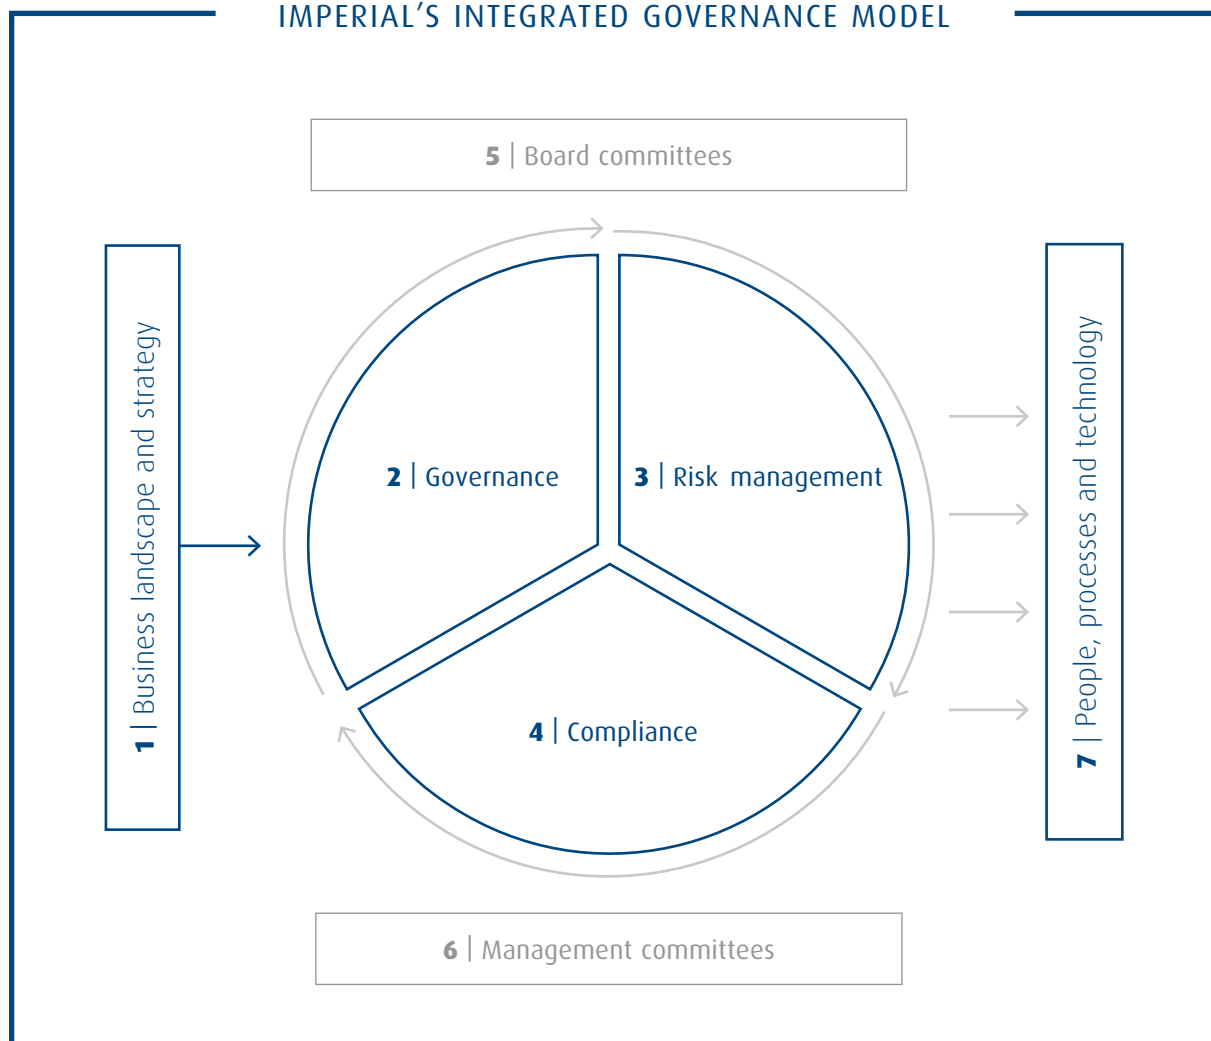 IMPERIAL'S INTEGRATED GOVERNANCE MODEL
5 | Board committees
1 | Business landscape and strategy
2 | Governance
3 | Risk management
4 | Compliance
7 | People, processes and technology
6 | Management committees